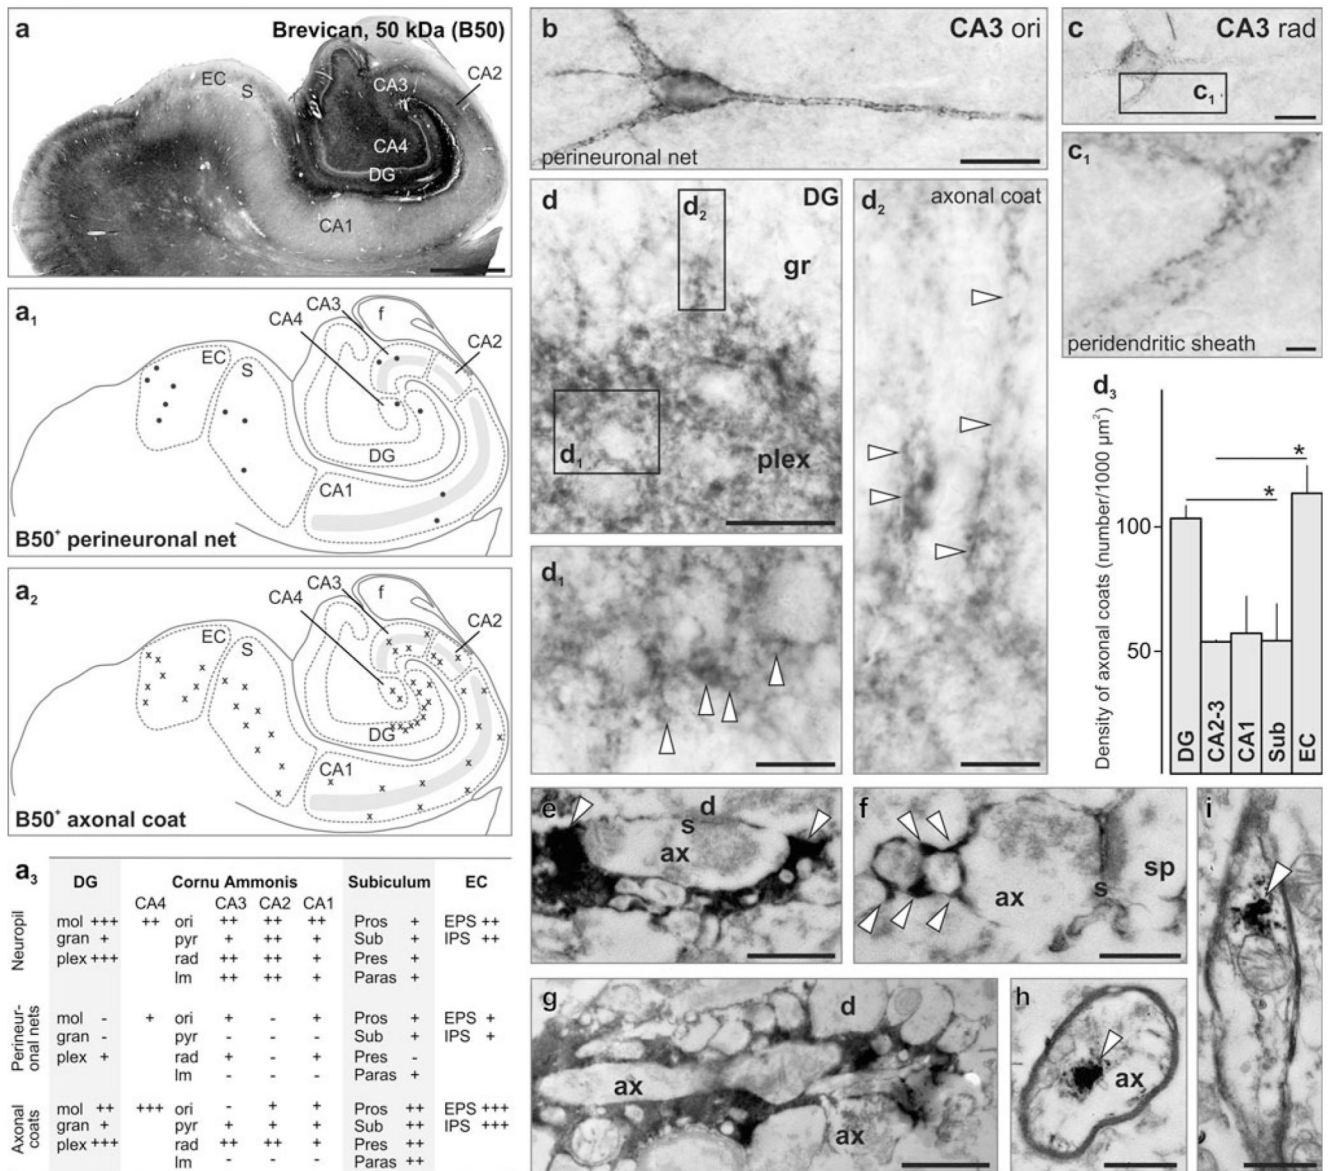 a
Brevican, 50 kDa (B50)
EC
S
CA3
CA2
CA4
DG
CA1
a1
CA3
CA4
f
CA2
EC
S
DG
CA1
B50+ perineuronal net
a2
CA3
CA4
f
CA2
EC
S
DG
CA1
B50+ axonal coat
a3
DG Cornu Ammonis Subiculum EC
CA4 CA3 CA2 CA1
Neuropil
mol +++ ++ ori ++ ++ ++ Pros + EPS ++
gran + pyr + ++ + Sub + IPS ++
plex +++ rad ++ ++ + Pres +
lm ++ ++ + Paras +
Perineur-
onal nets
mol - + ori + - + Pros + EPS +
gran - pyr - - - Sub + IPS +
plex + rad + - + Pres -
lm - - - Paras +
Axonal
coats
mol ++ +++ ori - + + Pros ++ EPS +++
gran + pyr + + + Sub ++ IPS +++
plex +++ rad ++ ++ + Pres ++
lm - - - Paras ++
b
CA3 ori
perineuronal net
c
CA3 rad
c1
c1
peridendritic sheath
d
DG
d2
gr
d1
plex
d2
axonal coat
d1
d3
Density of axonal coats (number/1000 µm²)
100
50
*
*
DG
CA2-3
CA1
Sub
EC
e
d
s
ax
f
ax
s
sp
g
d
ax
ax
h
ax
i